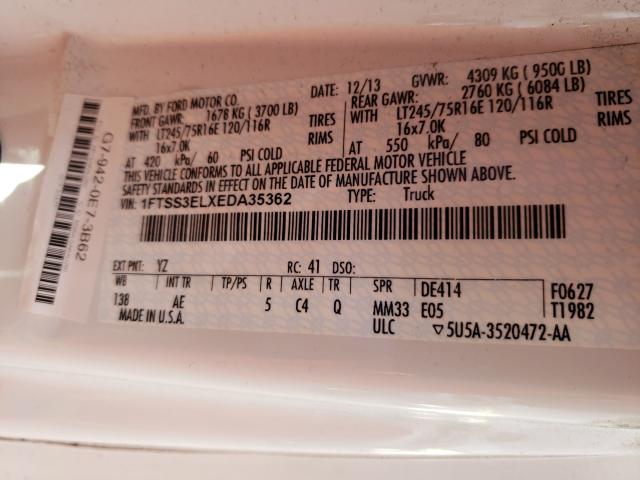 MFD. BY FORD MOTOR CO.
DATE: 12/13
GVWR: 4309 KG ( 9500 LB)
FRONT GAWR: 1678 KG ( 3700 LB)
REAR GAWR: 2760 KG ( 6084 LB)
WITH LT245/75R16E 120/116R TIRES
WITH LT245/75R16E 120/116R TIRES
16x7.0K RIMS
16x7.0K RIMS
AT 420 kPa/ 60 PSI COLD
AT 550 kPa/ 80 PSI COLD
THIS VEHICLE CONFORMS TO ALL APPLICABLE FEDERAL MOTOR VEHICLE
SAFETY STANDARDS IN EFFECT ON THE DATE OF MANUFACTURE SHOWN ABOVE.
VIN: 1FTSS3ELXEDA35362
TYPE: Truck
G7-942-0E7-3B62
EXT PNT: YZ RC: 41 DSO:
WB INT TR TP/PS R AXLE TR SPR DE414 F0627
138 AE 5 C4 Q MM33 E05 T1982
MADE IN U.S.A. ULC ▽5U5A-3520472-AA